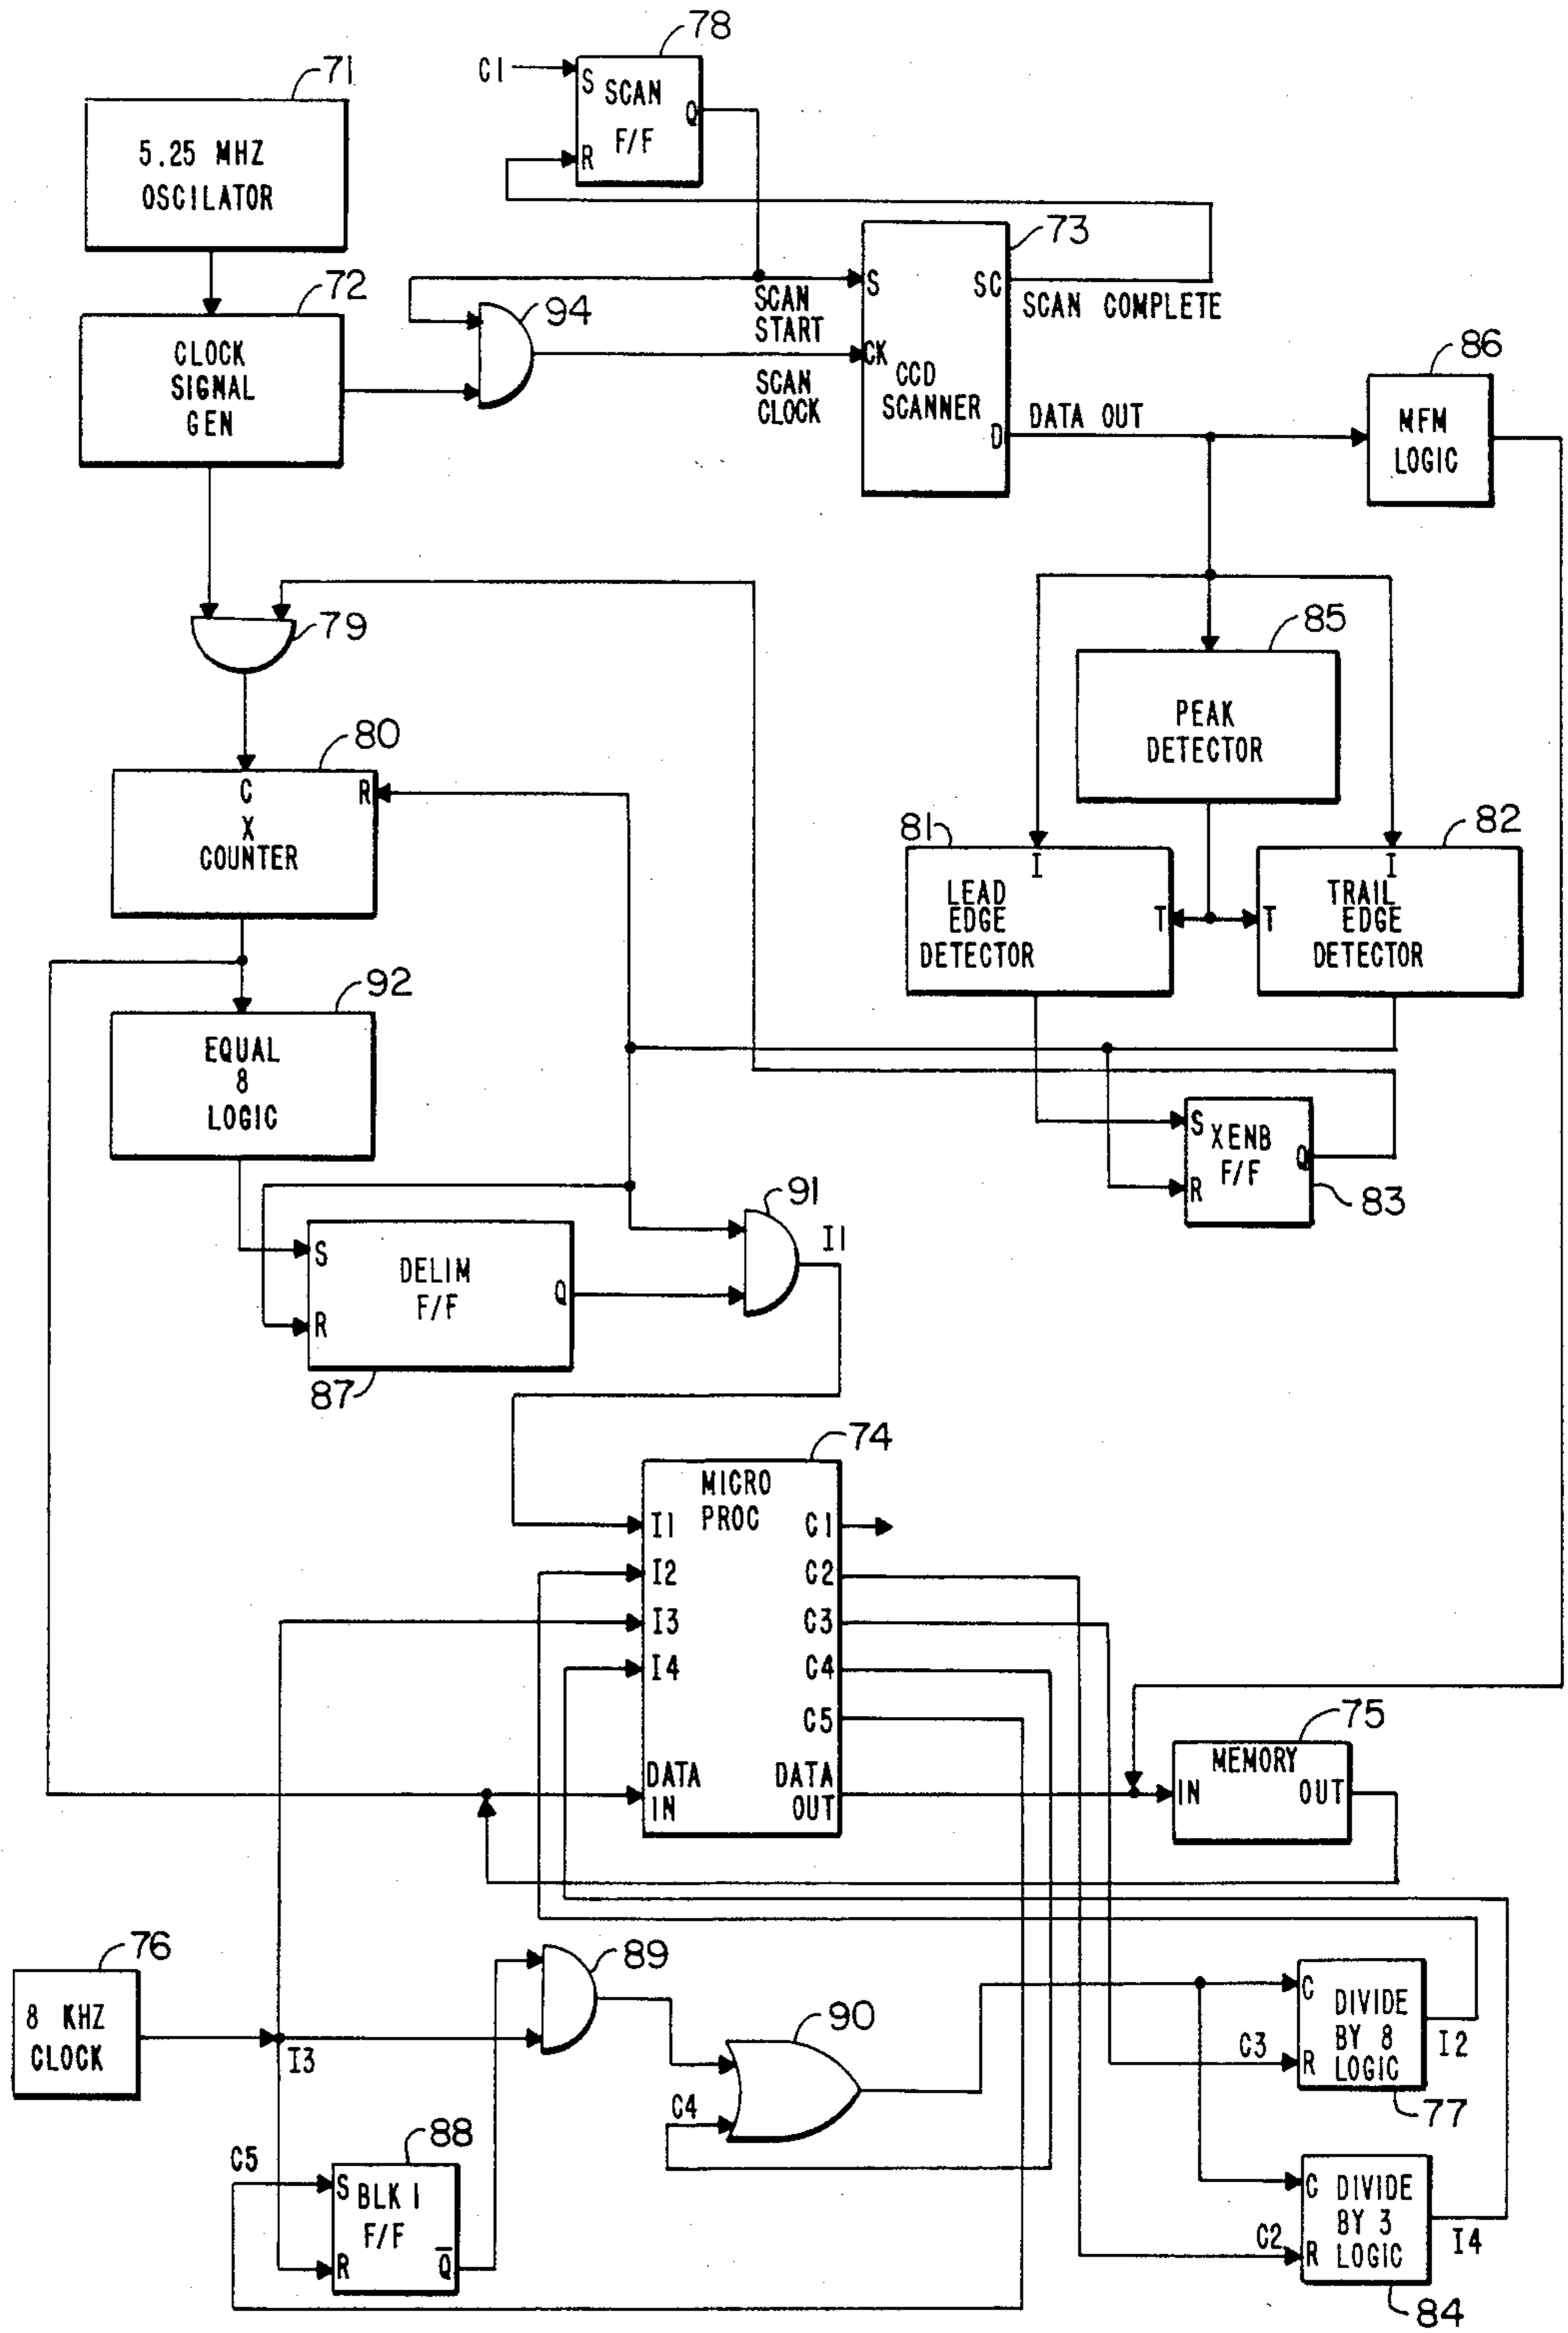 78
C1
S
SCAN
F/F
Q
R
71
5.25 MHZ
OSCILATOR
73
S
SC
SCAN COMPLETE
CK
CCD
SCANNER
D
DATA OUT
72
CLOCK
SIGNAL
GEN
94
SCAN
START
SCAN
CLOCK
86
MFM
LOGIC
79
85
PEAK
DETECTOR
80
C
R
X
COUNTER
81
I
LEAD
EDGE
DETECTOR
T
82
I
TRAIL
EDGE
DETECTOR
T
92
EQUAL
8
LOGIC
S
XENB
F/F
Q
R
83
91
I1
S
DELIM
F/F
Q
R
87
74
MICRO
PROC
I1
C1
I2
C2
I3
C3
I4
C4
C5
DATA
IN
DATA
OUT
75
MEMORY
IN
OUT
76
8 KHZ
CLOCK
I3
89
90
C4
C
DIVIDE
BY 8
LOGIC
R
C3
I2
77
C5
88
S
BLK 1
F/F
R
Q̅
C
DIVIDE
BY 3
LOGIC
R
C2
I4
84